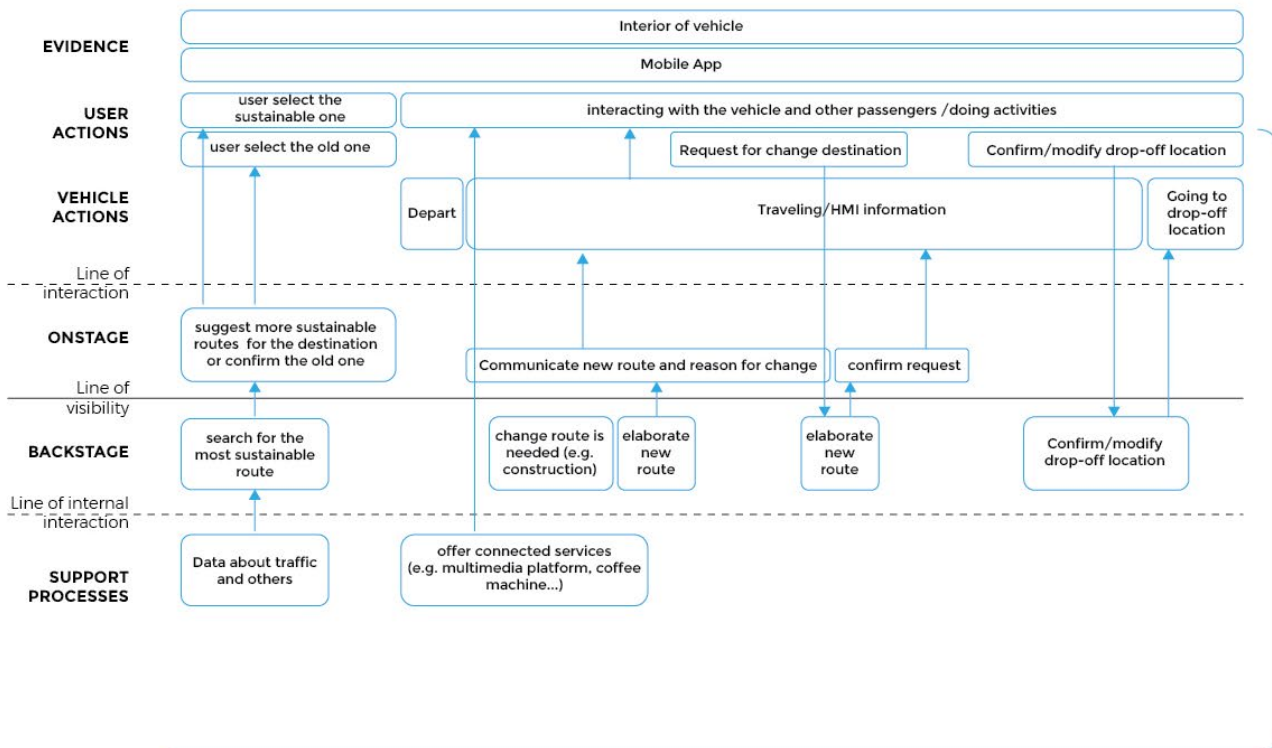 Interior of vehicle
EVIDENCE
Mobile App
USER
ACTIONS
user select the
sustainable one
interacting with the vehicle and other passengers /doing activities
user select the old one
Request for change destination
Confirm/modify drop-off location
VEHICLE
ACTIONS
Depart
Traveling/HMI information
Going to
drop-off
location
Line of
interaction
ONSTAGE
suggest more sustainable
routes for the destination
or confirm the old one
Communicate new route and reason for change
confirm request
Line of
visibility
BACKSTAGE
search for the
most sustainable
route
change route is
needed (e.g.
construction)
elaborate
new
route
elaborate
new
route
Confirm/modify
drop-off location
Line of internal
interaction
SUPPORT
PROCESSES
Data about traffic
and others
offer connected services
(e.g. multimedia platform, coffee
machine...)